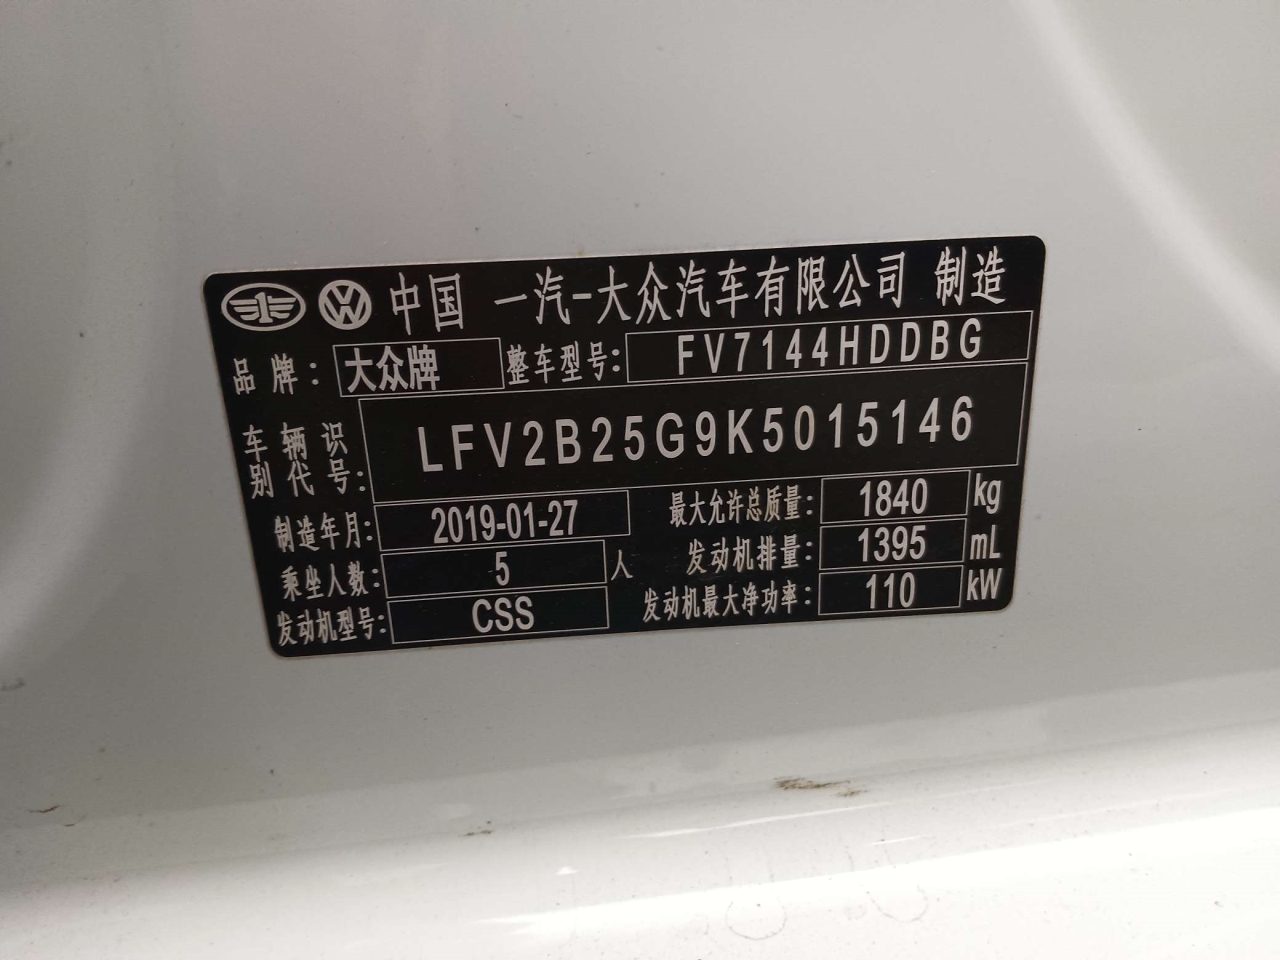 中国 一汽-大众汽车有限公司 制造
品牌: 大众牌 整车型号: FV7144HDDBG
车辆识别代号: LFV2B25G9K5015146
制造年月: 2019-01-27 最大允许总质量: 1840 kg
乘坐人数: 5 人 发动机排量: 1395 mL
发动机型号: CSS 发动机最大净功率: 110 kW